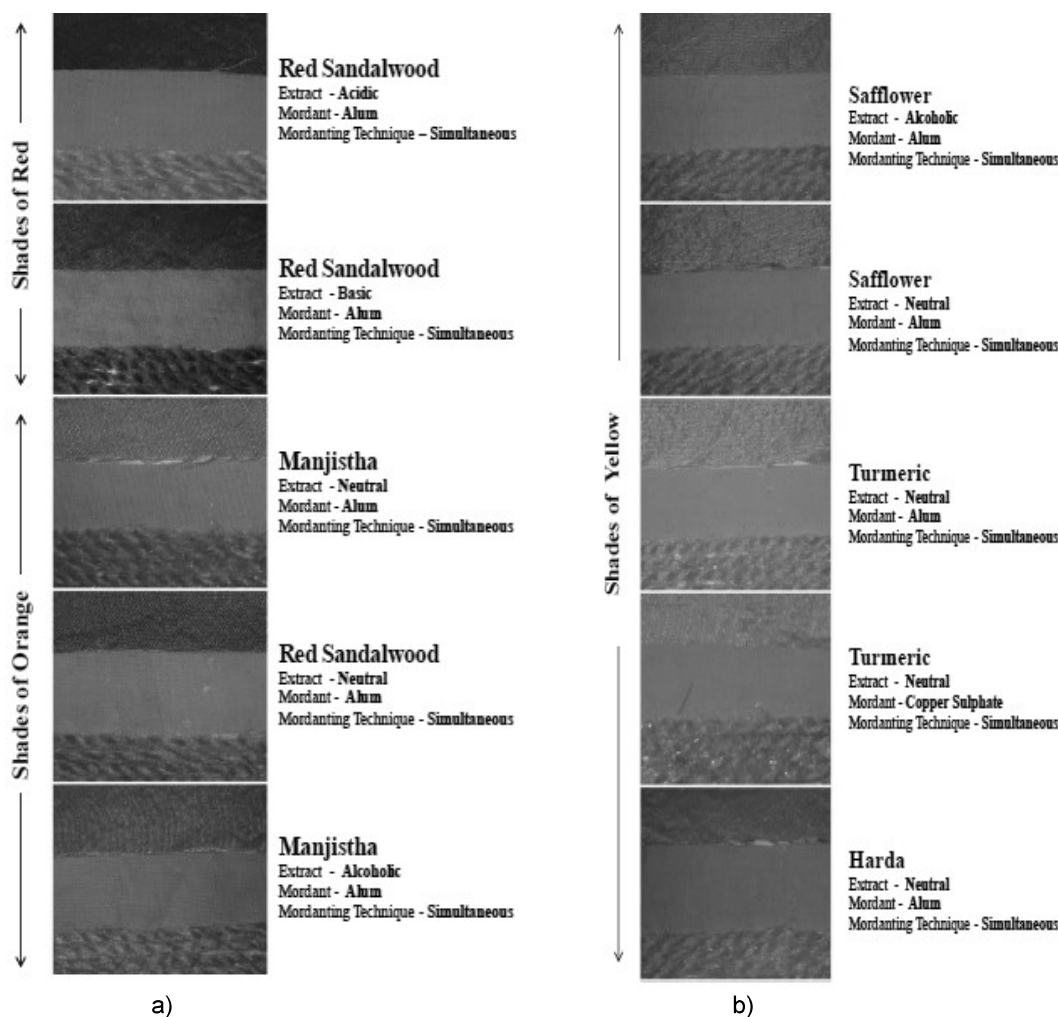 Shades of Red
Red Sandalwood
Extract - Acidic
Mordant - Alum
Mordanting Technique – Simultaneous
Red Sandalwood
Extract - Basic
Mordant - Alum
Mordanting Technique - Simultaneous
Shades of Orange
Manjistha
Extract - Neutral
Mordant - Alum
Mordanting Technique - Simultaneous
Red Sandalwood
Extract - Neutral
Mordant - Alum
Mordanting Technique - Simultaneous
Manjistha
Extract - Alcoholic
Mordant - Alum
Mordanting Technique - Simultaneous
a)
Shades of Yellow
Safflower
Extract - Alcoholic
Mordant - Alum
Mordanting Technique - Simultaneous
Safflower
Extract - Neutral
Mordant - Alum
Mordanting Technique - Simultaneous
Turmeric
Extract - Neutral
Mordant - Alum
Mordanting Technique - Simultaneous
Turmeric
Extract - Neutral
Mordant - Copper Sulphate
Mordanting Technique - Simultaneous
Harda
Extract - Neutral
Mordant - Alum
Mordanting Technique - Simultaneous
b)